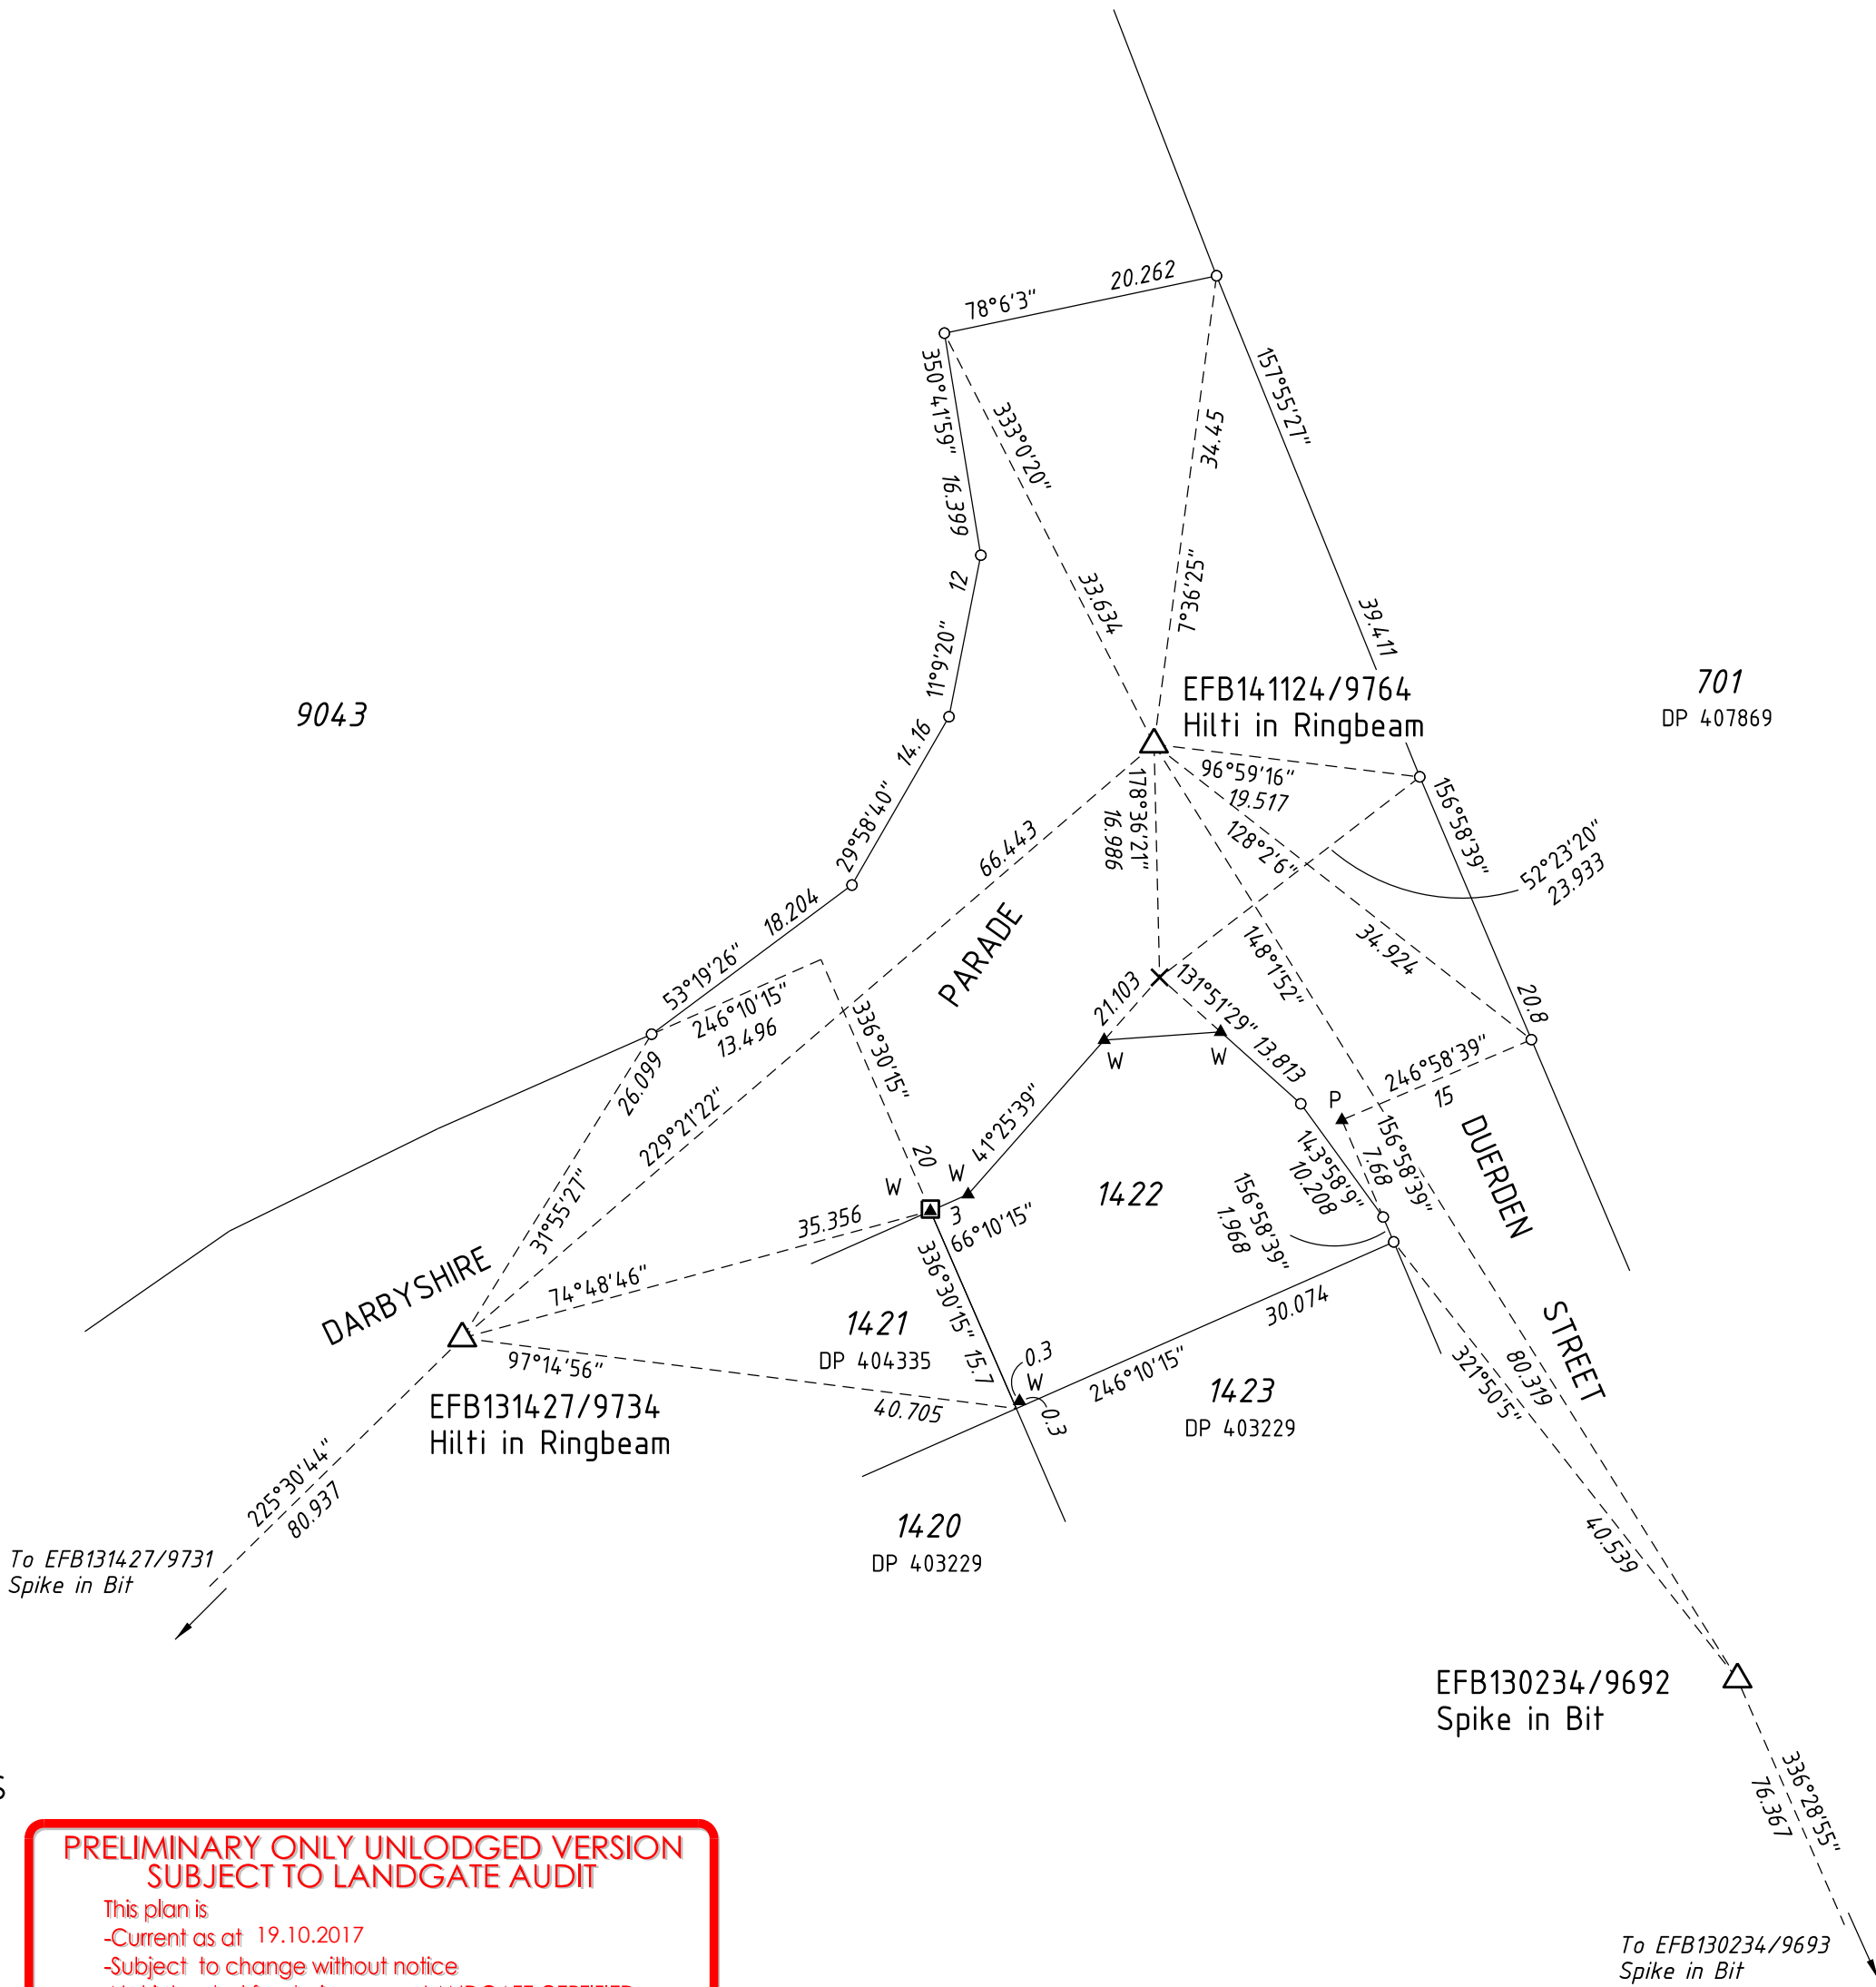 20.262
78°6'3"
350°41'59"
16.399
333°0'20"
33.634
34.45
7°36'25"
157°55'27"
39.411
12
11°9'20"
14.16
29°58'40"
9043
EFB141124/9764
Hilti in Ringbeam
701
DP 407869
96°59'16"
19.517
178°36'21"
16.986
128°2'6"
156°58'39"
52°23'20"
23.933
66.443
18.204
53°19'26"
PARADE
148°1'52"
34.924
20.8
246°10'15"
13.496
336°30'15"
21.103
131°51'29"
13.813
W
W
26.099
229°21'22"
41°25'39"
246°58'39"
15
P
7.68
156°58'39"
DUERDEN
20
W
W
3
66°10'15"
1422
143°58'9"
10.208
156°58'39"
1.968
31°55'27"
35.356
74°48'46"
DARBYSHIRE
336°30'15"
15.7
1421
DP 404335
30.074
STREET
97°14'56"
40.705
0.3
W
0.3
246°10'15"
1423
DP 403229
321°50'5"
80.319
EFB131427/9734
Hilti in Ringbeam
225°30'44"
80.937
1420
DP 403229
40.539
To EFB131427/9731
Spike in Bit
EFB130234/9692
Spike in Bit
336°28'55"
76.367
PRELIMINARY ONLY UNLODGED VERSION
SUBJECT TO LANDGATE AUDIT
This plan is
-Current as at 19.10.2017
-Subject to change without notice
To EFB130234/9693
Spike in Bit